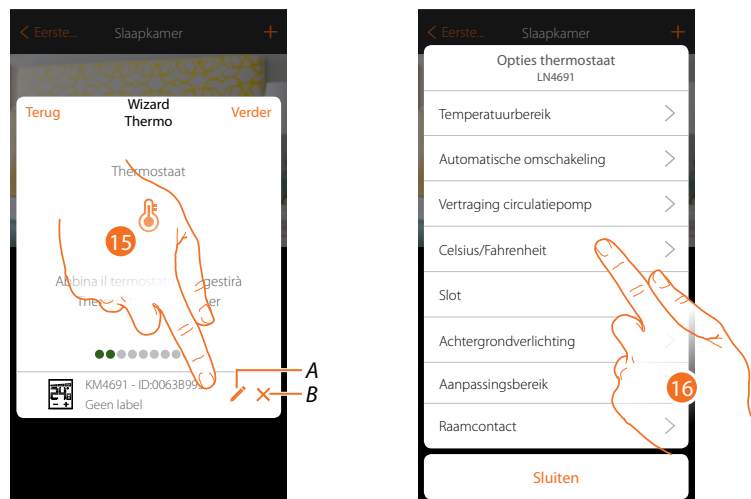 < Eerste...
Slaapkamer
+
Terug
Wizard
Thermo
Verder
Thermostaat
15
gestirà
KM4691 - ID:0063B99
Geen label
A
B
< Eerste...
Slaapkamer
+
Opties thermostaat
LN4691
Temperatuurbereik
Automatische omschakeling
Vertraging circulatiepomp
Celsius/Fahrenheit
Slot
Achtergrondverlichting
Aanpassingsbereik
16
Raamcontact
Sluiten